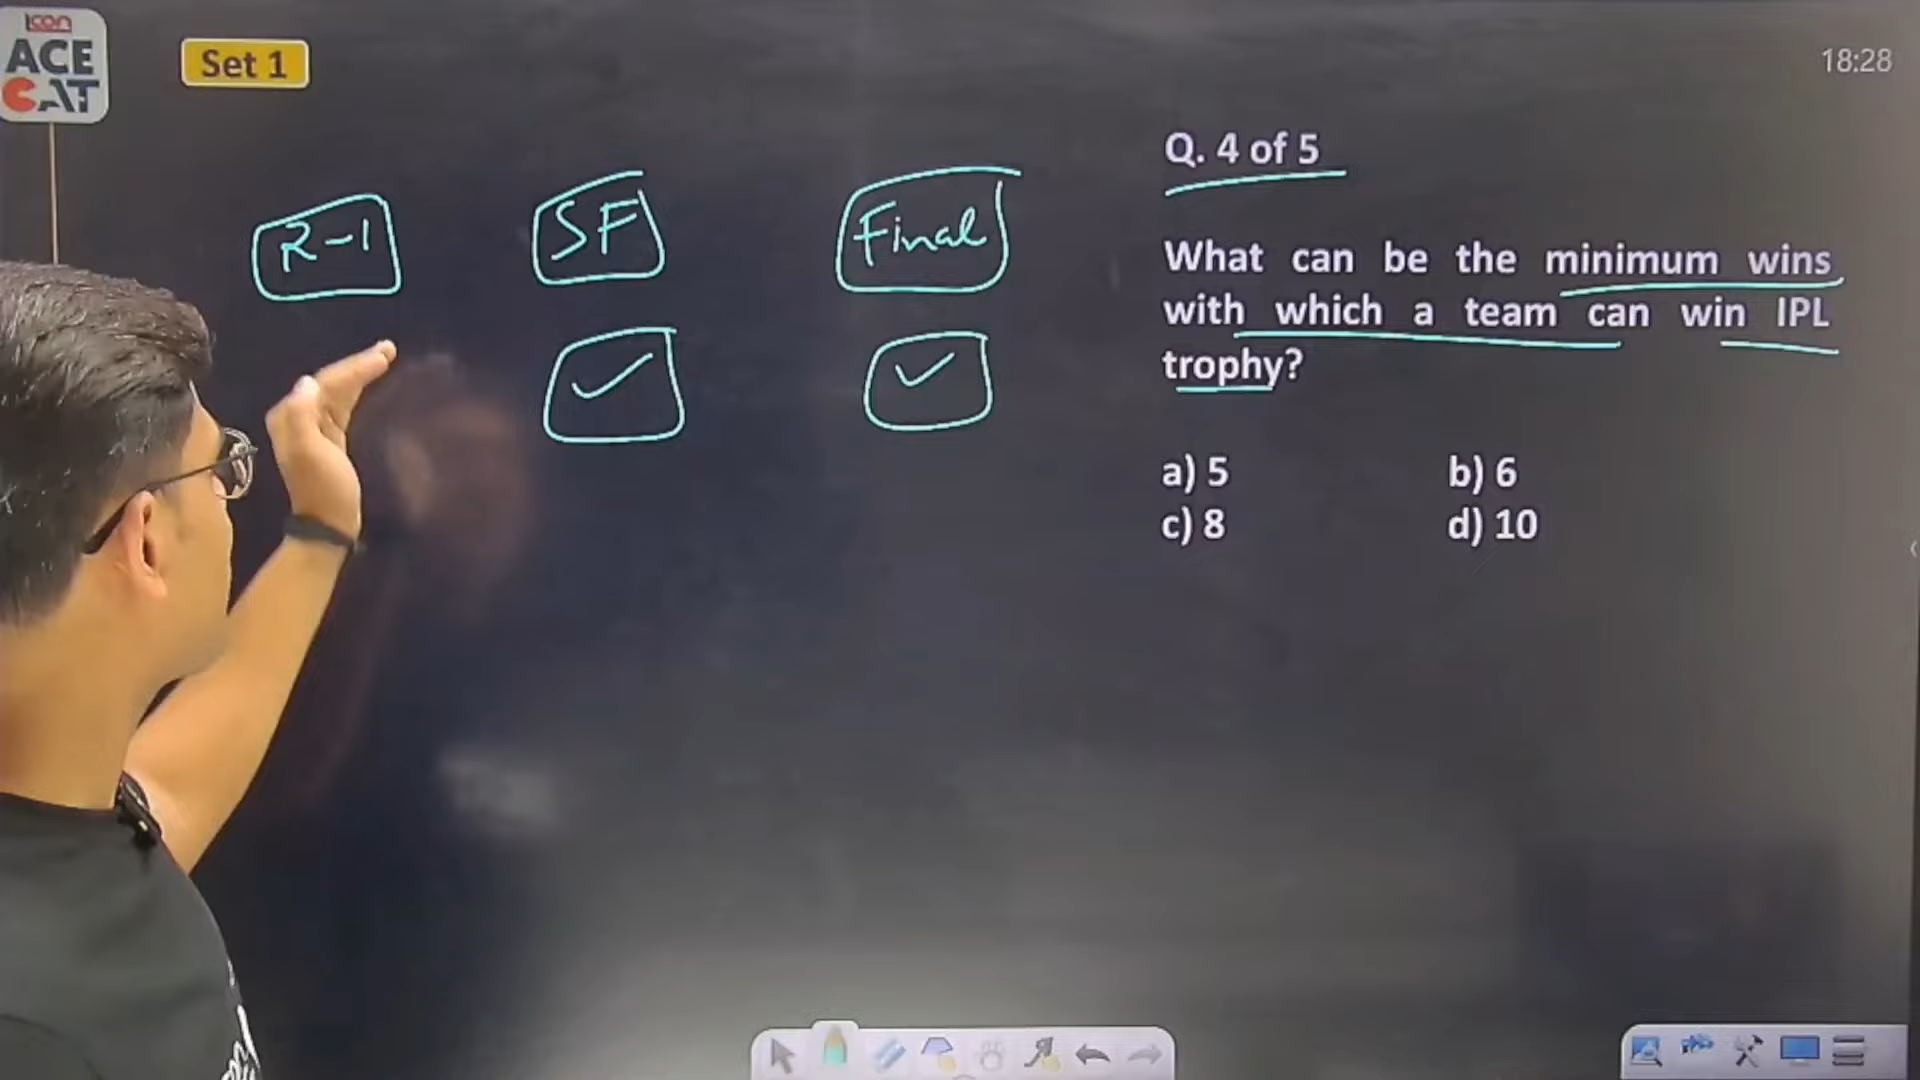 icon
ACE
CAT
Set 1
18:28
Q. 4 of 5
R-1
SF
Final
What can be the minimum wins
with which a team can win IPL
trophy?
a) 5
b) 6
c) 8
d) 10